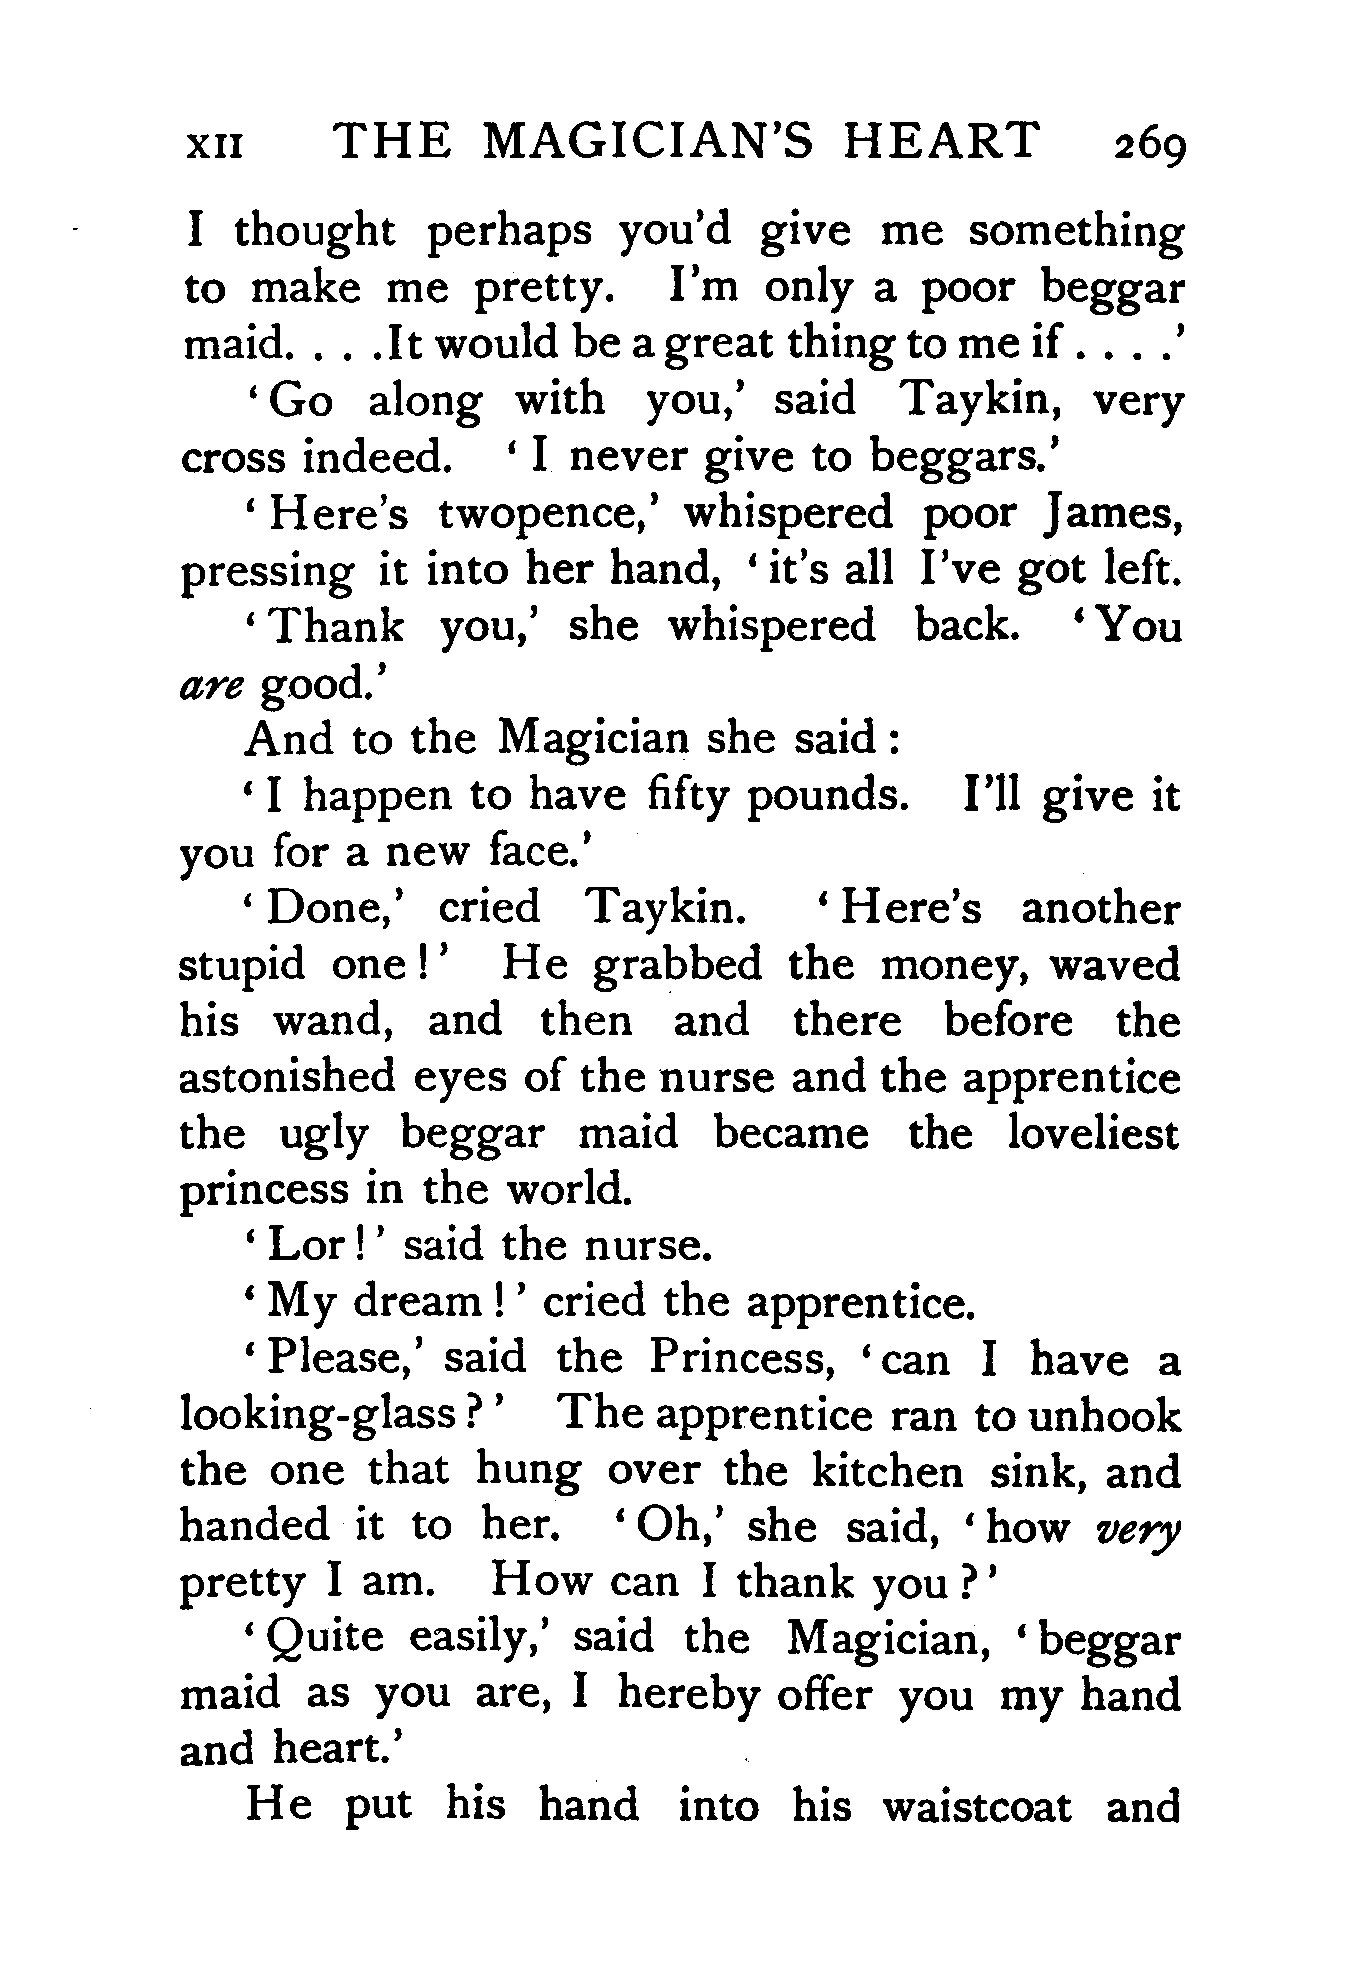 XII THE MAGICIAN'S HEART 269
I thought perhaps you'd give me something
to make me pretty. I'm only a poor beggar
maid. . . .It would be a great thing to me if . . . .’
‘Go along with you,’ said Taykin, very
cross indeed. ‘I never give to beggars.’
‘Here's twopence,’ whispered poor James,
pressing it into her hand, ‘it's all I've got left.
‘Thank you,’ she whispered back. ‘You
are good.’
And to the Magician she said :
‘I happen to have fifty pounds. I'll give it
you for a new face.’
‘Done,’ cried Taykin. ‘Here's another
stupid one!’ He grabbed the money, waved
his wand, and then and there before the
astonished eyes of the nurse and the apprentice
the ugly beggar maid became the loveliest
princess in the world.
‘Lor!’ said the nurse.
‘My dream!’ cried the apprentice.
‘Please,’ said the Princess, ‘can I have a
looking-glass?’ The apprentice ran to unhook
the one that hung over the kitchen sink, and
handed it to her. ‘Oh,’ she said, ‘how very
pretty I am. How can I thank you?’
‘Quite easily,’ said the Magician, ‘beggar
maid as you are, I hereby offer you my hand
and heart.’
He put his hand into his waistcoat and